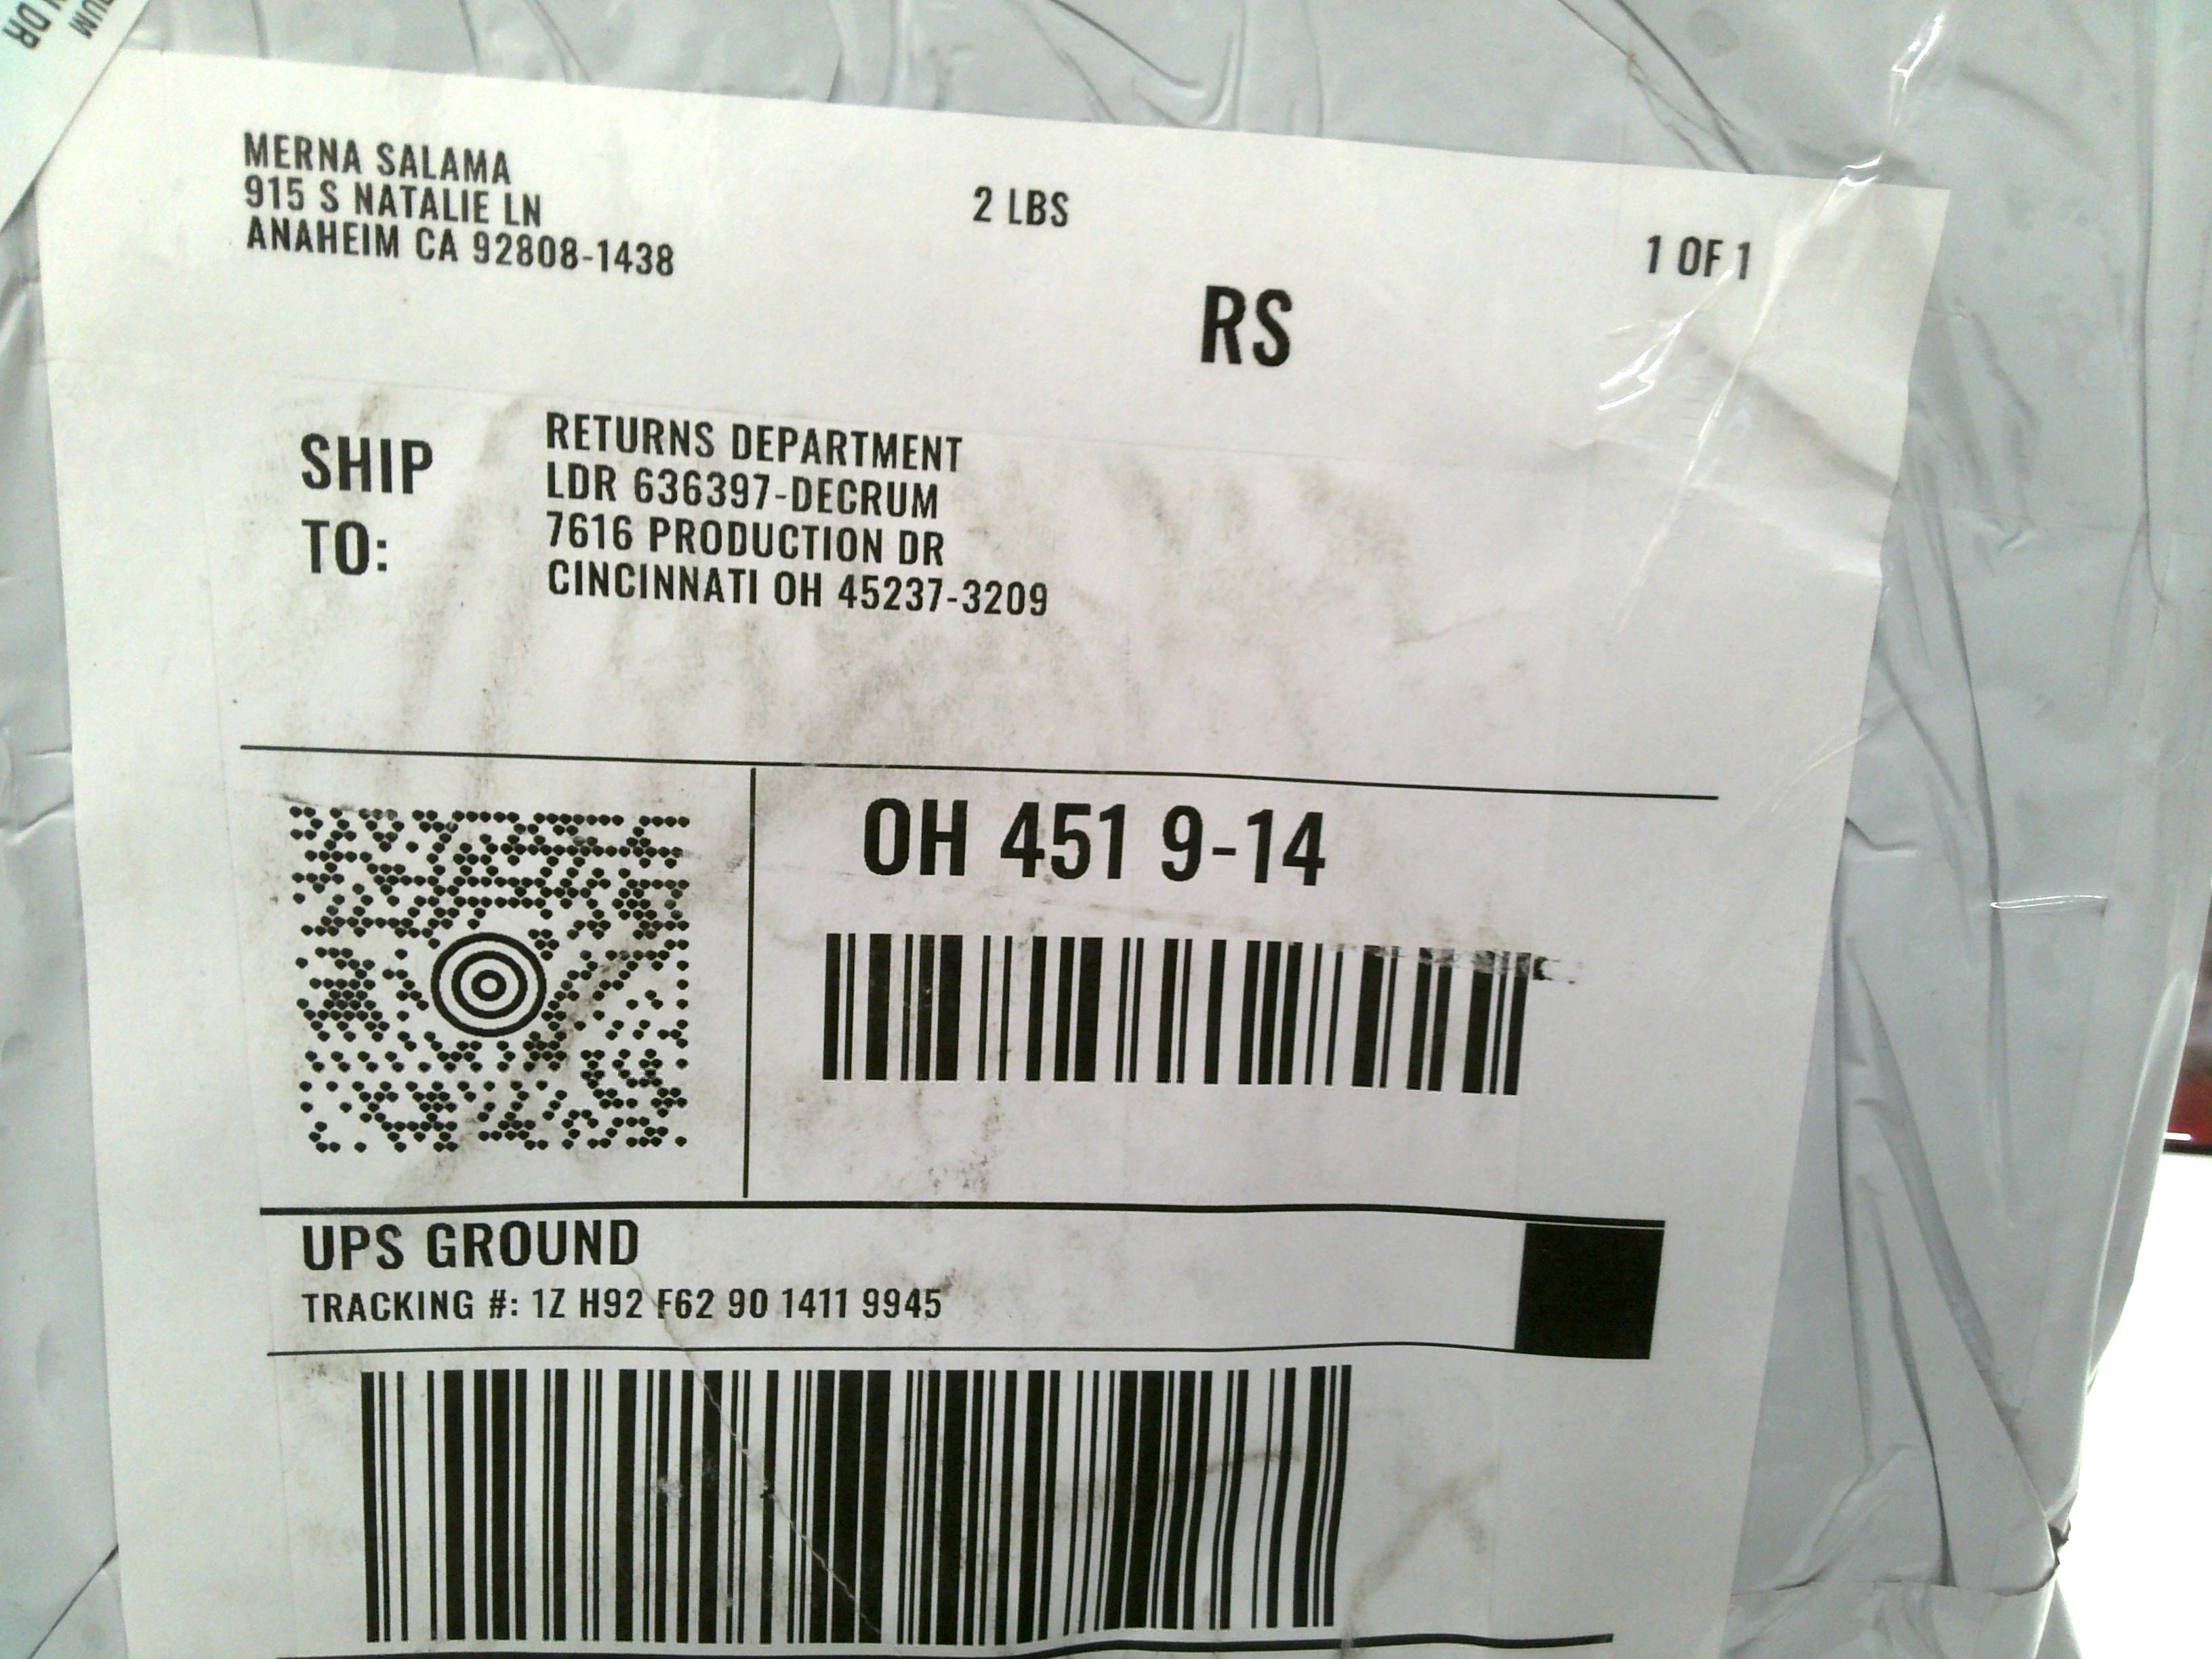 UM
DR
MERNA SALAMA
915 S NATALIE LN
ANAHEIM CA 92808-1438
2 LBS
1 OF 1
RS
SHIP
TO:
RETURNS DEPARTMENT
LDR 636397-DECRUM
7616 PRODUCTION DR
CINCINNATI OH 45237-3209
OH 451 9-14
UPS GROUND
TRACKING #: 1Z H92 F62 90 1411 9945